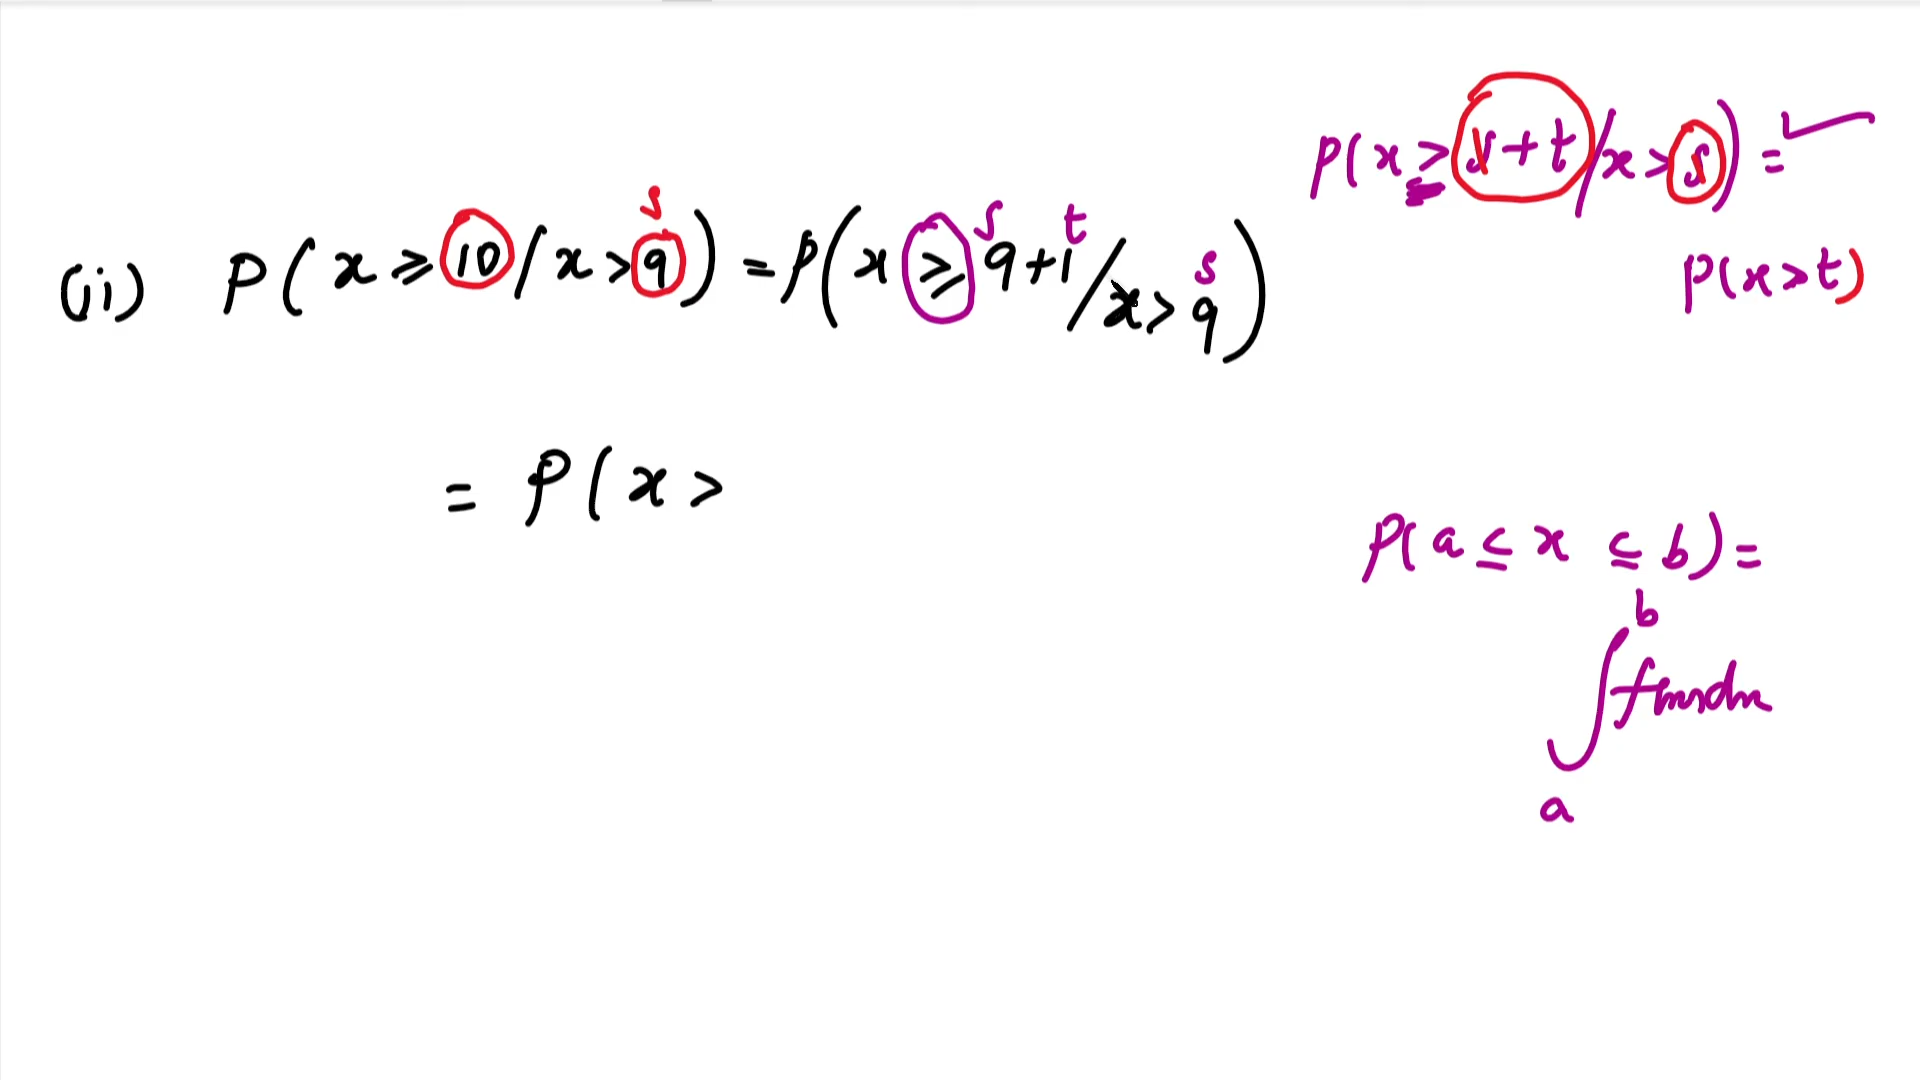 P(x ≥ s+t / x > s) =
s
(ii) P(x ≥ 10 / x > 9) = P(x ≥ 9+1 / x > 9)
s t
s
P(x > t)
= P(x >
P(a ≤ x ≤ b) =
b
∫ f(x)dx
a